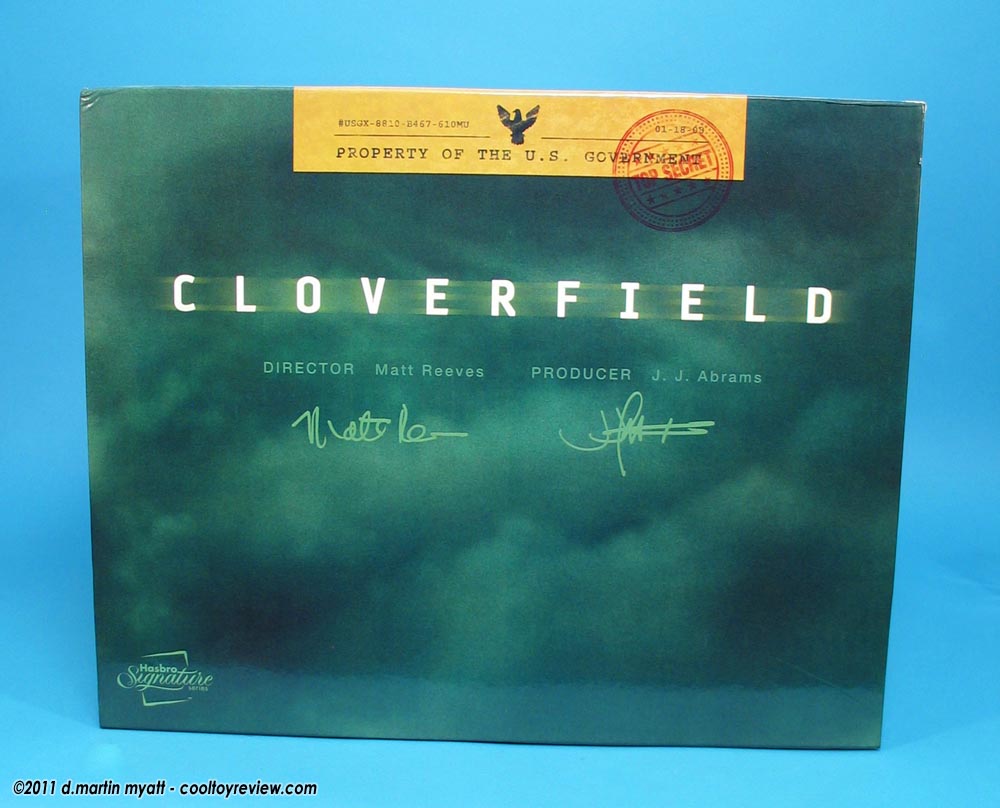 #USGX-8810-B467-610MU
01-18-08
PROPERTY OF THE U.S. GOVERNMENT
TOP SECRET
CLOVERFIELD
DIRECTOR Matt Reeves PRODUCER J. J. Abrams
Hasbro
Signature
series
©2011 d.martin myatt - cooltoyreview.com